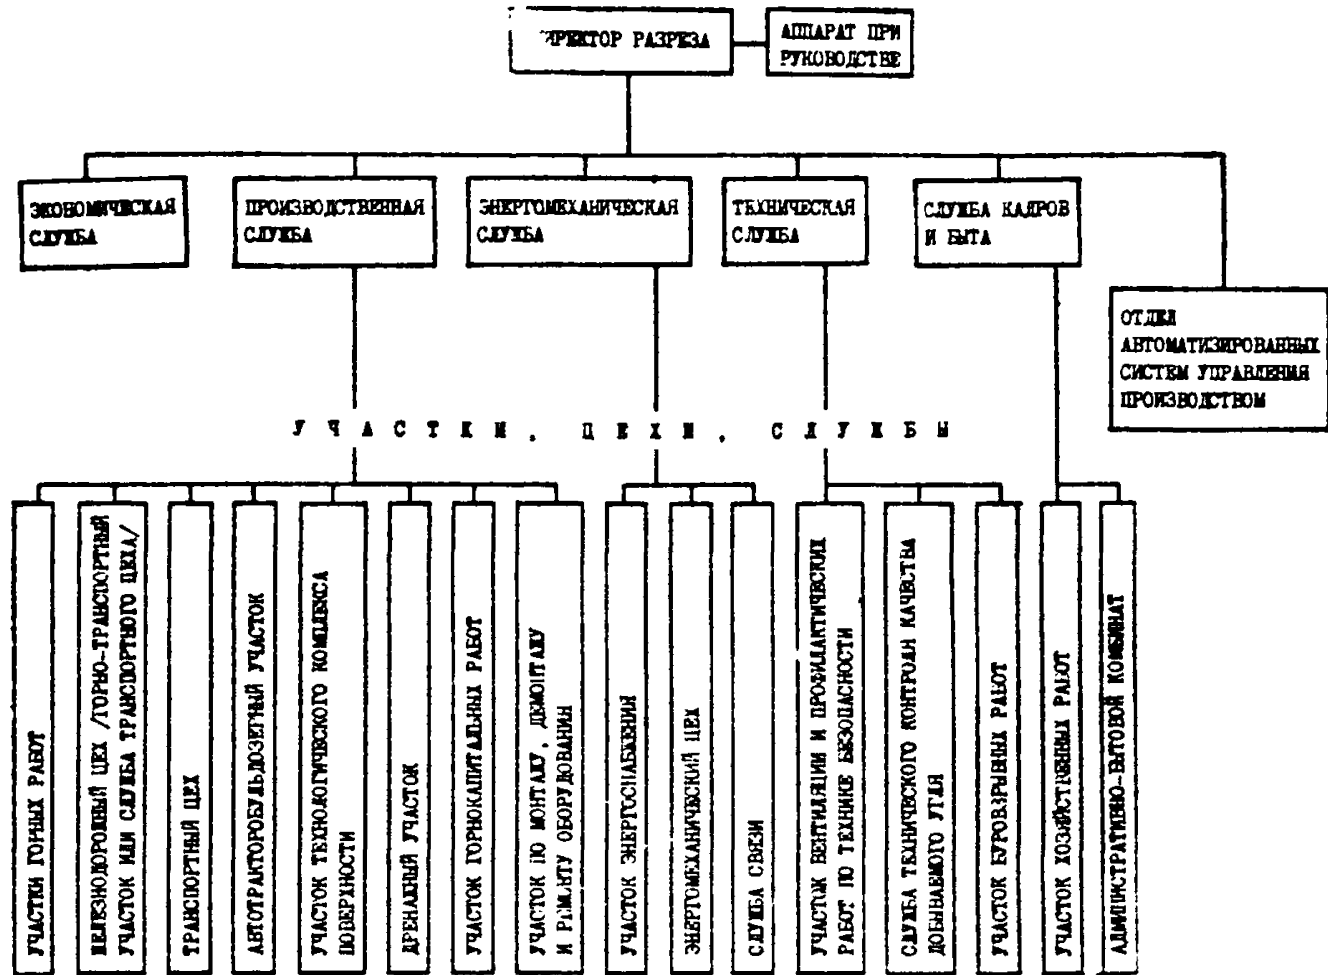 ДИРЕКТОР РАЗРЕЗА
АППАРАТ ПРИ
РУКОВОДСТВЕ
ЭКОНОМИЧЕСКАЯ
СЛУЖБА
ПРОИЗВОДСТВЕННАЯ
СЛУЖБА
ЭНЕРГОМЕХАНИЧЕСКАЯ
СЛУЖБА
ТЕХНИЧЕСКАЯ
СЛУЖБА
СЛУЖБА КАДРОВ
И БЫТА
ОТДЕЛ
АВТОМАТИЗИРОВАННЫХ
СИСТЕМ УПРАВЛЕНИЯ
ПРОИЗВОДСТВОМ
УЧАСТКИ, ЦЕХИ, СЛУЖБЫ
УЧАСТКИ ГОРНЫХ РАБОТ
ЖЕЛЕЗНОДОРОЖНЫЙ ЦЕХ /ГОРНО-ТРАНСПОРТНЫЙ
УЧАСТОК ИЛИ СЛУЖБА ТРАНСПОРТНОГО ЦЕХА/
ТРАНСПОРТНЫЙ ЦЕХ
АВТОТРАКТОРОБУЛЬДОЗЕРНЫЙ УЧАСТОК
УЧАСТОК ТЕХНОЛОГИЧЕСКОГО КОМПЛЕКСА
ПОВЕРХНОСТИ
ДРЕНАЖНЫЙ УЧАСТОК
УЧАСТОК ГОРНОКАПИТАЛЬНЫХ РАБОТ
УЧАСТОК ПО МОНТАЖУ, ДЕМОНТАЖУ
И РЕМОНТУ ОБОРУДОВАНИЯ
УЧАСТОК ЭНЕРГОСНАБЖЕНИЯ
ЭНЕРГОМЕХАНИЧЕСКИЙ ЦЕХ
СЛУЖБА СВЯЗИ
УЧАСТОК ВЕНТИЛЯЦИИ И ПРОФИЛАКТИЧЕСКИХ
РАБОТ ПО ТЕХНИКЕ БЕЗОПАСНОСТИ
СЛУЖБА ТЕХНИЧЕСКОГО КОНТРОЛЯ КАЧЕСТВА
ДОБЫВАЕМОГО УГЛЯ
УЧАСТОК БУРОВЗРЫВНЫХ РАБОТ
УЧАСТОК ХОЗЯЙСТВЕННЫХ РАБОТ
АДМИНИСТРАТИВНО-БЫТОВОЙ КОМБИНАТ